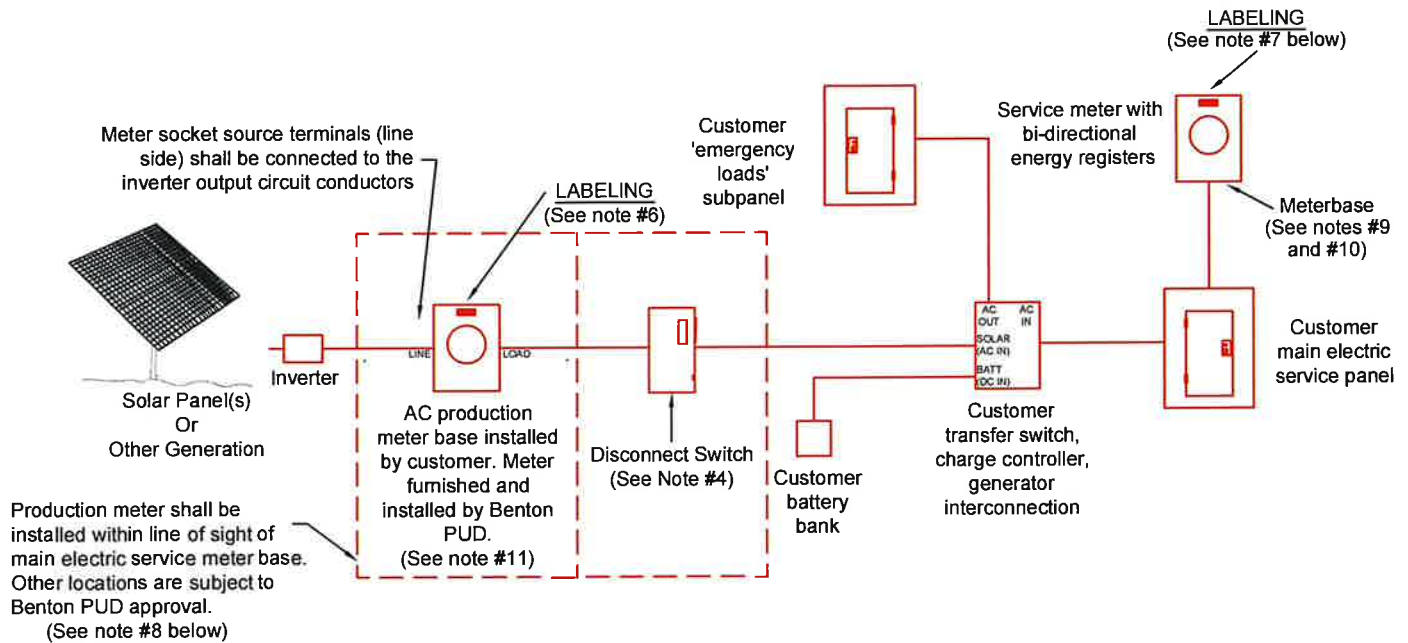 LABELING
(See note #7 below)
Meter socket source terminals (line
side) shall be connected to the
inverter output circuit conductors
LABELING
(See note #6)
Customer
'emergency
loads'
subpanel
Service meter with
bi-directional
energy registers
Meterbase
(See notes #9
and #10)
Solar Panel(s)
Or
Other Generation
Inverter
LINE
LOAD
AC production
meter base installed
by customer. Meter
furnished and
installed by Benton
PUD.
(See note #11)
Disconnect Switch
(See Note #4)
Customer
battery
bank
AC
OUT
AC
IN
SOLAR
(AC IN)
BATT
(DC IN)
Customer
transfer switch,
charge controller,
generator
interconnection
Customer
main electric
service panel
Production meter shall be
installed within line of sight of
main electric service meter base.
Other locations are subject to
Benton PUD approval.
(See note #8 below)